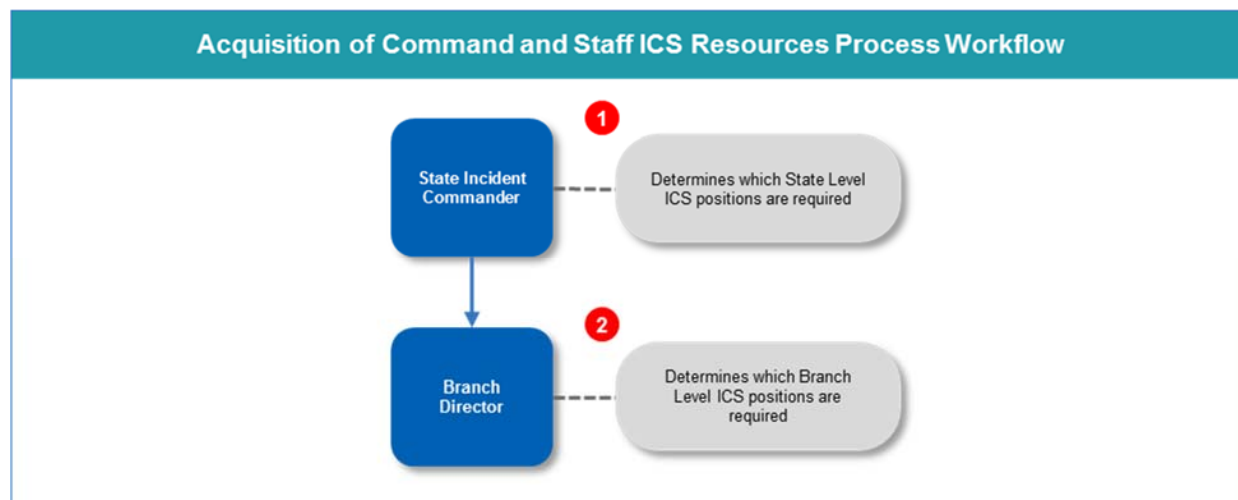 Acquisition of Command and Staff ICS Resources Process Workflow
1
State Incident
Commander
Determines which State Level
ICS positions are required
2
Branch
Director
Determines which Branch
Level ICS positions are
required